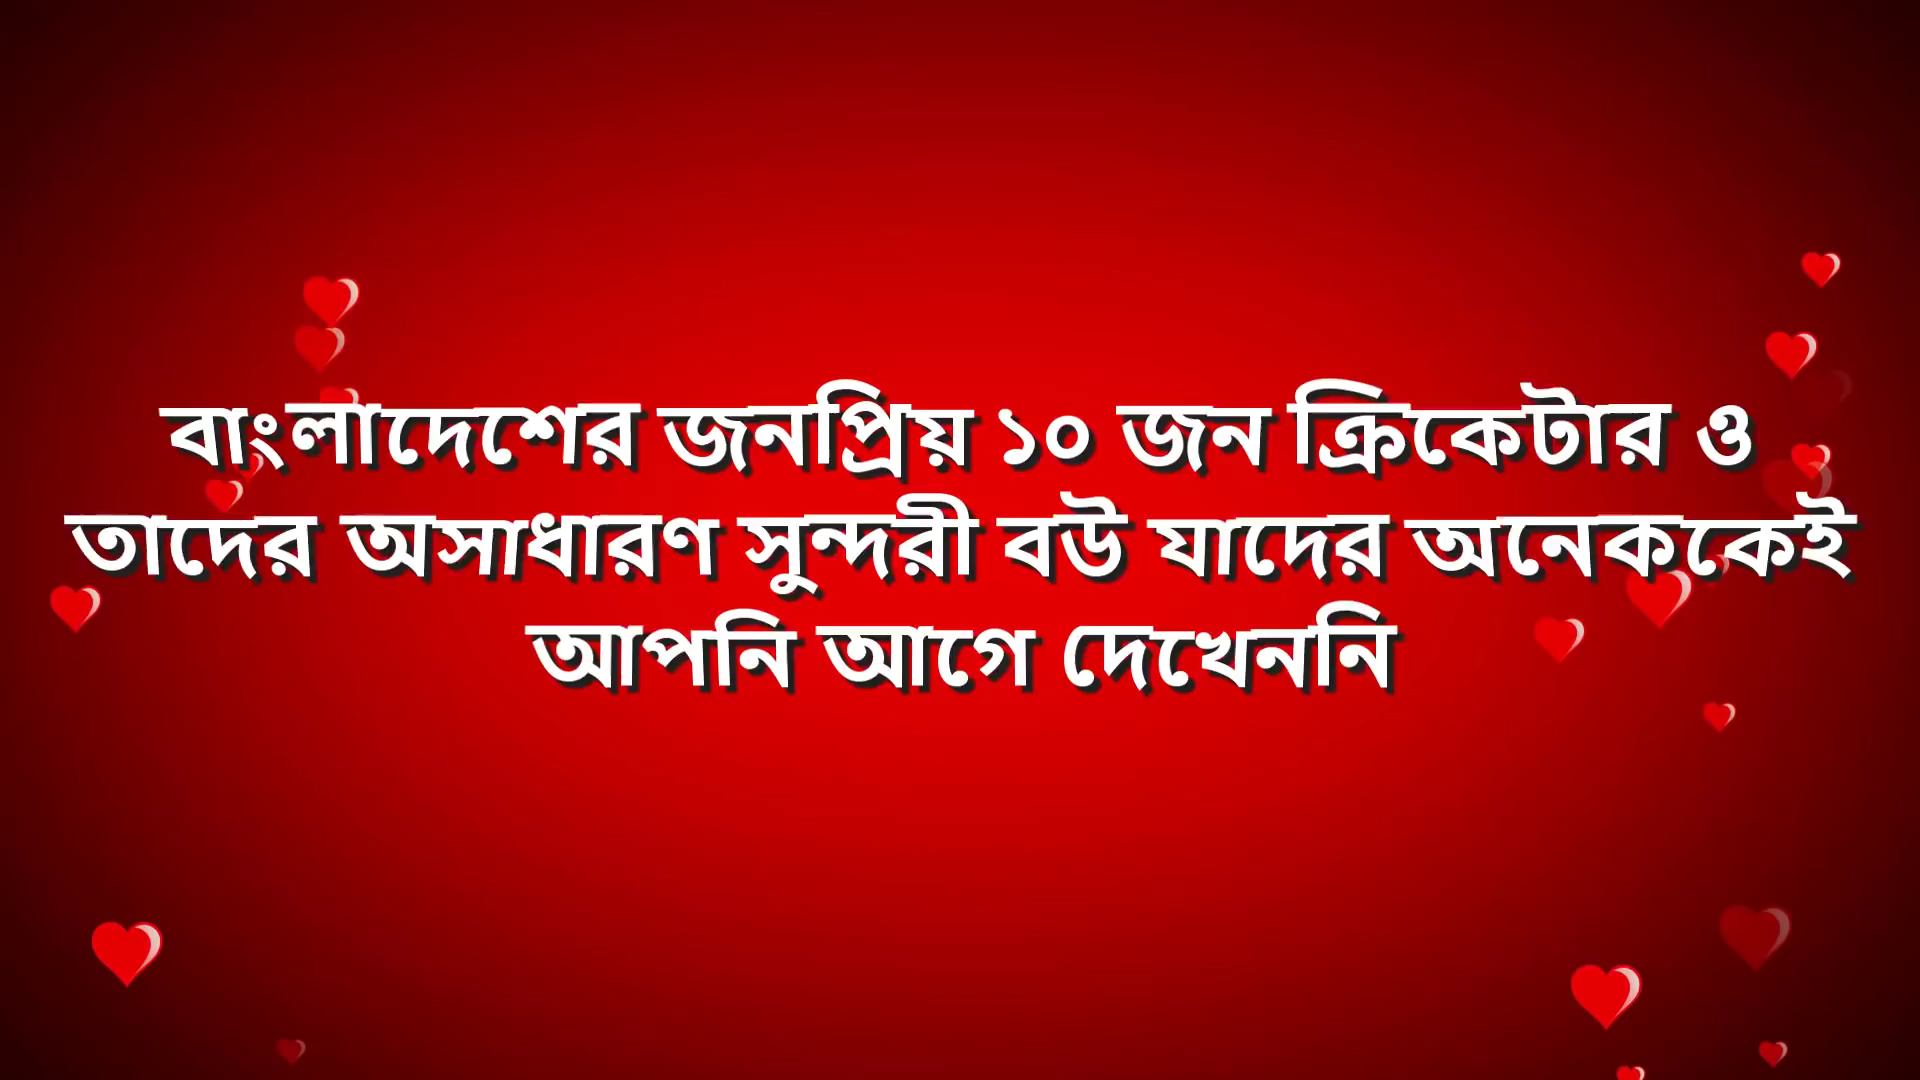 বাংলাদেশের জনপ্রিয় ১০ জন ক্রিকেটার ও
তাদের অসাধারণ সুন্দরী বউ যাদের অনেককেই
আপনি আগে দেখেননি